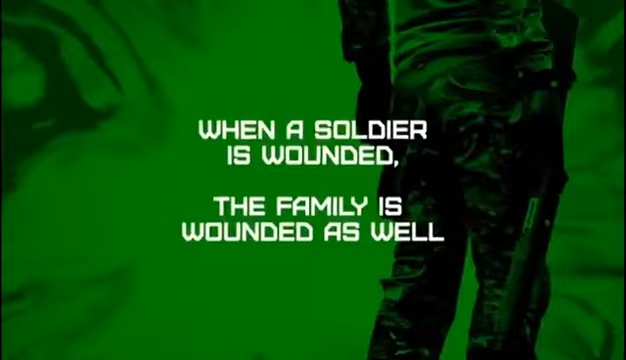 WHEN A SOLDIER
IS WOUNDED,
THE FAMILY IS
WOUNDED AS WELL